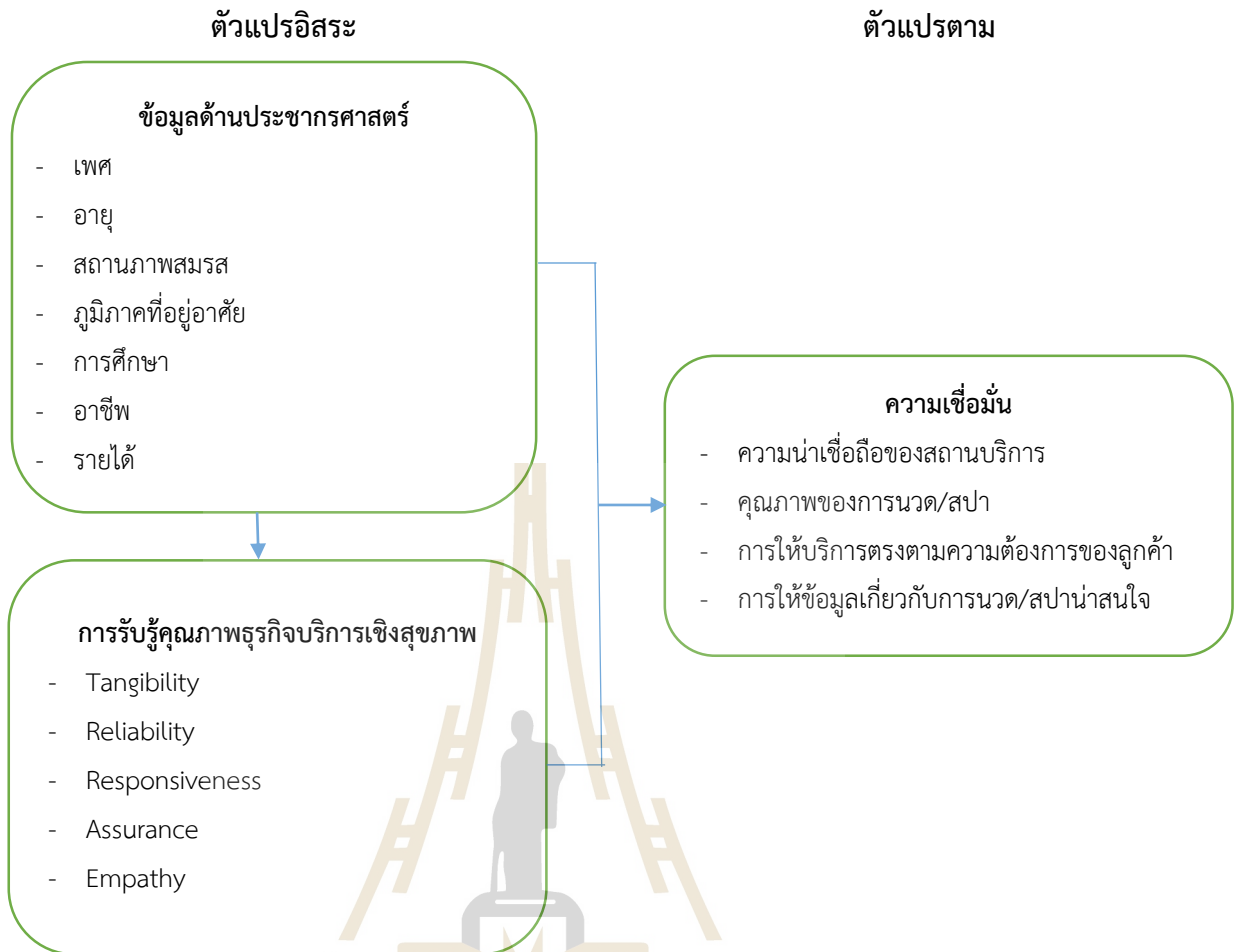 ตัวแปรอิสระ
ตัวแปรตาม
ข้อมูลด้านประชากรศาสตร์
- เพศ
- อายุ
- สถานภาพสมรส
- ภูมิภาคที่อยู่อาศัย
- การศึกษา
- อาชีพ
- รายได้
การรับรู้คุณภาพธุรกิจบริการเชิงสุขภาพ
- Tangibility
- Reliability
- Responsiveness
- Assurance
- Empathy
ความเชื่อมั่น
- ความน่าเชื่อถือของสถานบริการ
- คุณภาพของการนวด/สปา
- การให้บริการตรงตามความต้องการของลูกค้า
- การให้ข้อมูลเกี่ยวกับการนวด/สปาน่าสนใจ